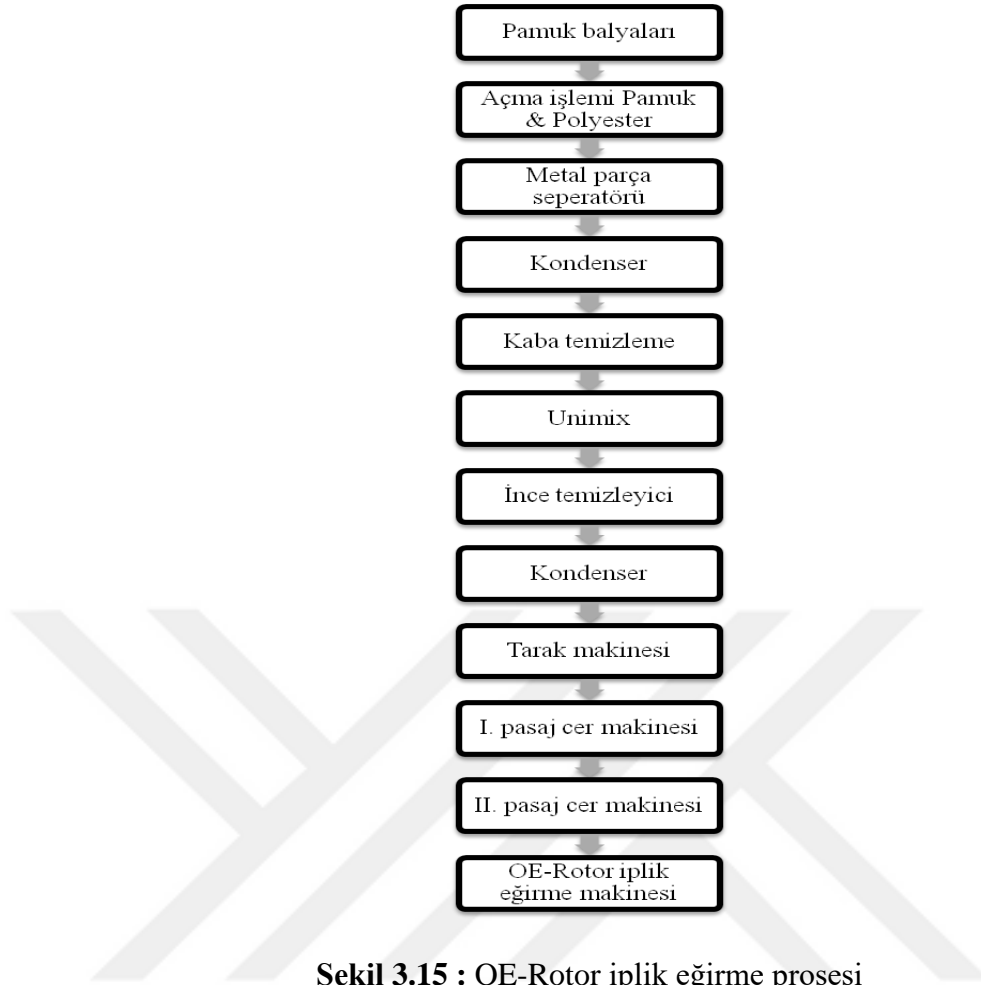 Pamuk balyaları
Açma işlemi Pamuk
& Polyester
Metal parça
seperatörü
Kondenser
Kaba temizleme
Unimix
İnce temizleyici
Kondenser
Tarak makinesi
I. pasaj cer makinesi
II. pasaj cer makinesi
OE-Rotor iplik
eğirme makinesi
Şekil 3.15 : OE-Rotor iplik eğirme prosesi